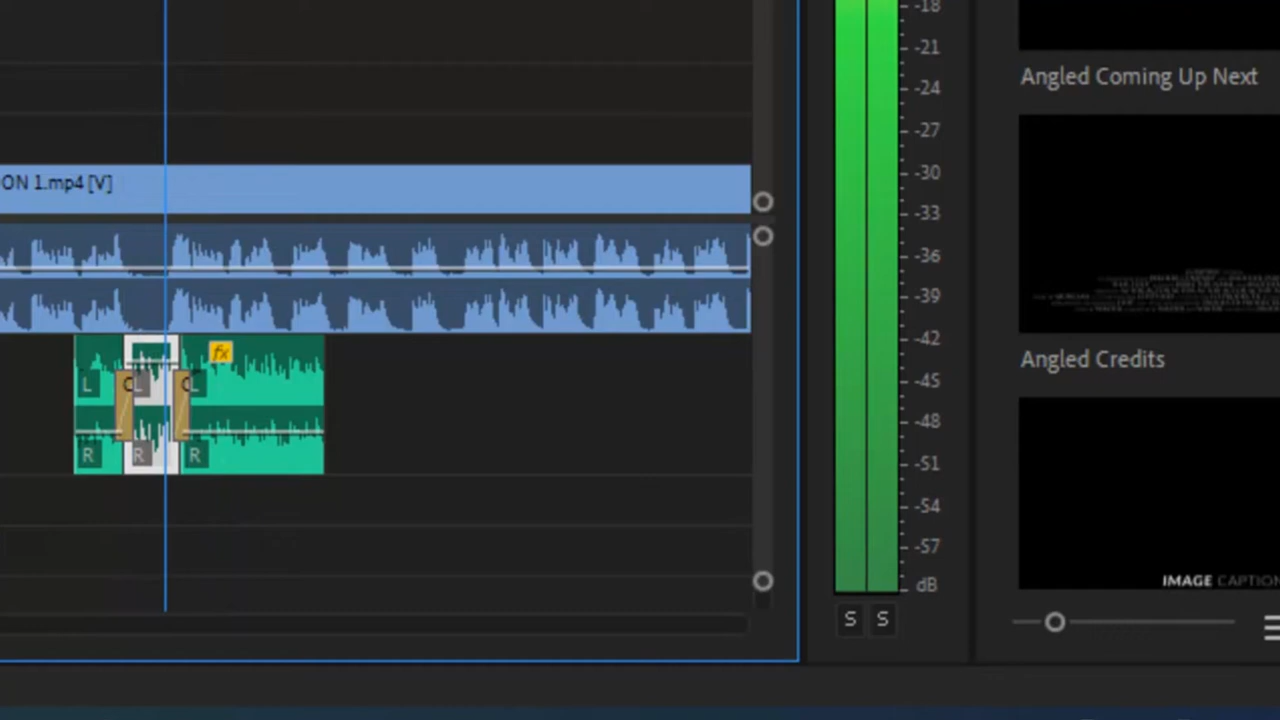 -18
-21
-24
Angled Coming Up Next
-27
-30
ON 1.mp4 [V]
-33
-36
-39
-42
fx
Angled Credits
L
C
L
C
L
-45
-48
R
R
R
-51
-54
-57
IMAGE CAPTION
dB
S S